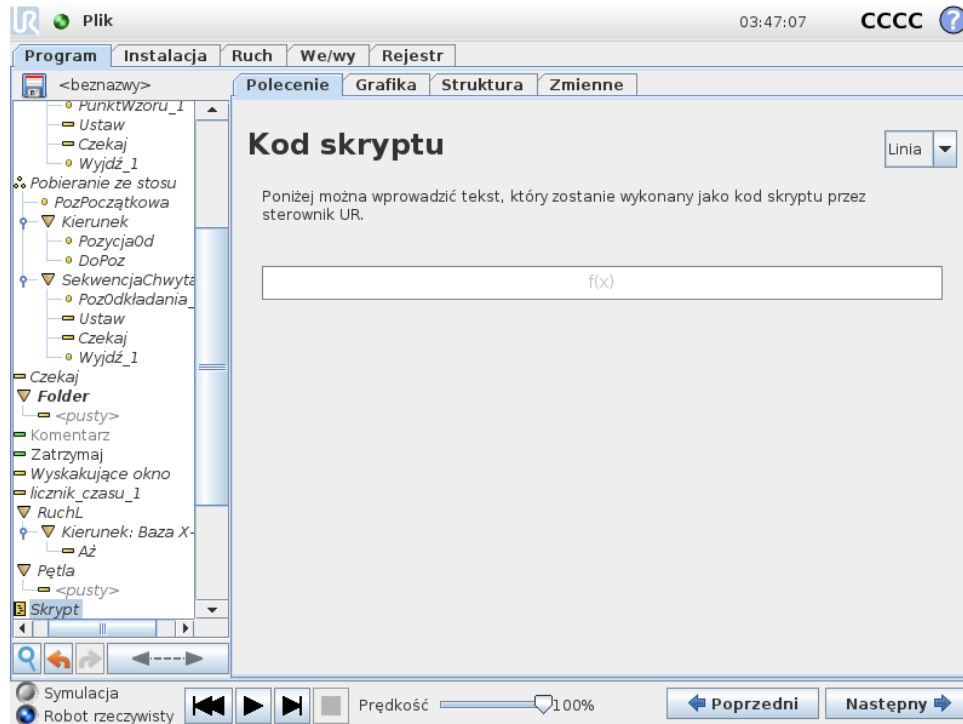 UR Plik 03:47:07 CCCC ?
Program Instalacja Ruch We/wy Rejestr
<beznazwy>
Polecenie Grafika Struktura Zmienne
PunktWzoru_1
Ustaw
Czekaj
Wyjdź_1
Pobieranie ze stosu
PozPoczątkowa
Kierunek
PozycjaOd
DoPoz
SekwencjaChwyta
PozOdkładania_
Ustaw
Czekaj
Wyjdź_1
Czekaj
Folder
<pusty>
Komentarz
Zatrzymaj
Wyskakujące okno
licznik_czasu_1
RuchL
Kierunek: Baza X-
Aż
Pętla
<pusty>
Skrypt
Kod skryptu
Linia
Poniżej można wprowadzić tekst, który zostanie wykonany jako kod skryptu przez
sterownik UR.
f(x)
Symulacja
Robot rzeczywisty
Prędkość 100%
Poprzedni Następny